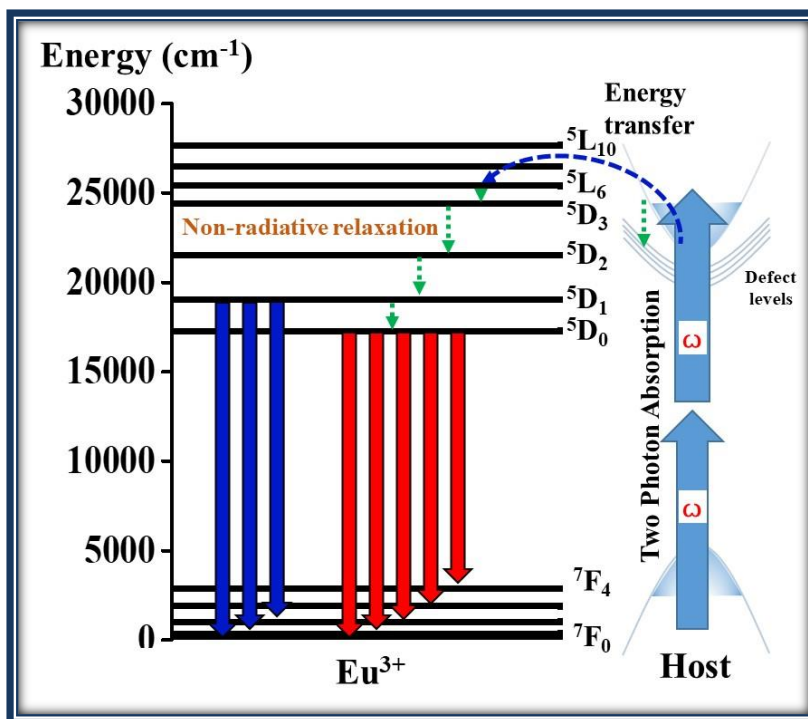 Energy (cm⁻¹)
30000
25000
20000
15000
10000
5000
0
Energy
transfer
⁵L₁₀
⁵L₆
⁵D₃
Non-radiative relaxation
⁵D₂
⁵D₁
⁵D₀
Defect
levels
ω
Two Photon Absorption
ω
⁷F₄
⁷F₀
Eu³⁺
Host